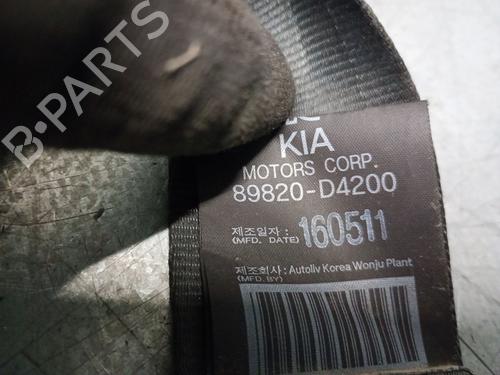 KIA
MOTORS CORP.
89820-D4200
제조일자 :
(MFD. DATE) 160511
제조회사 : Autoliv Korea Wonju Plant
(MFD. BY)
B-PARTS